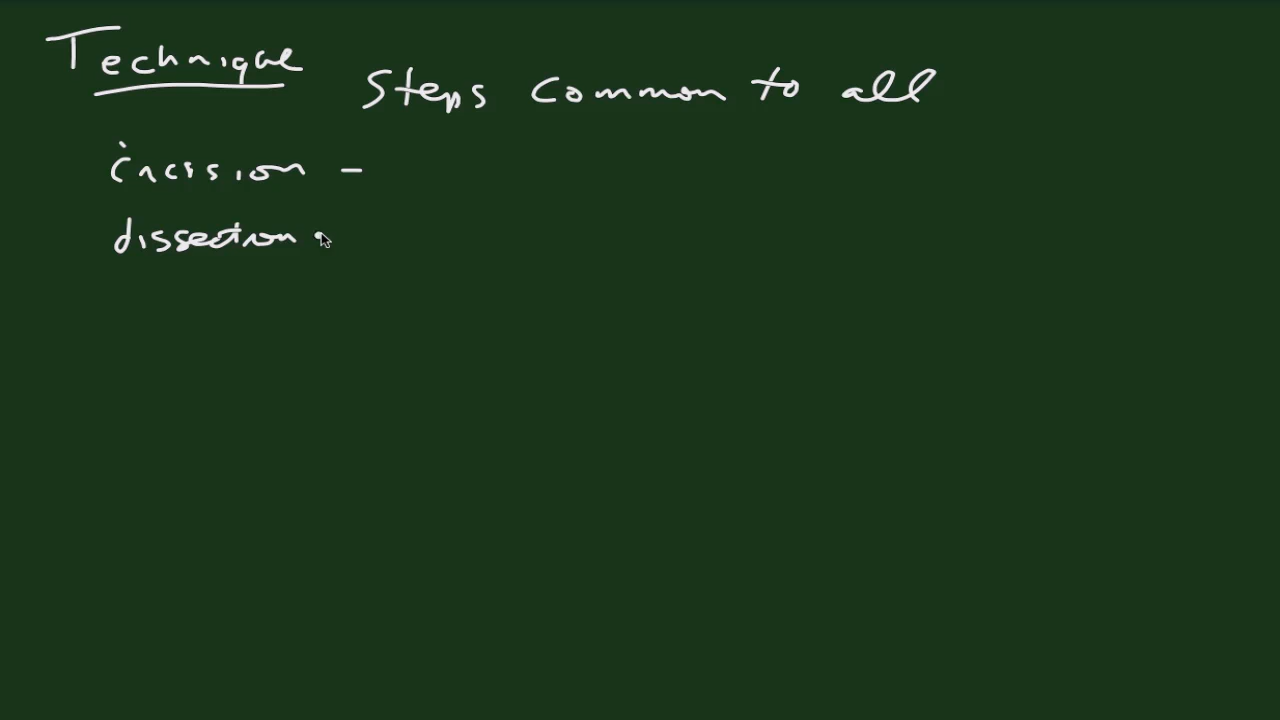 Technique
Steps common to all
incision -
dissection